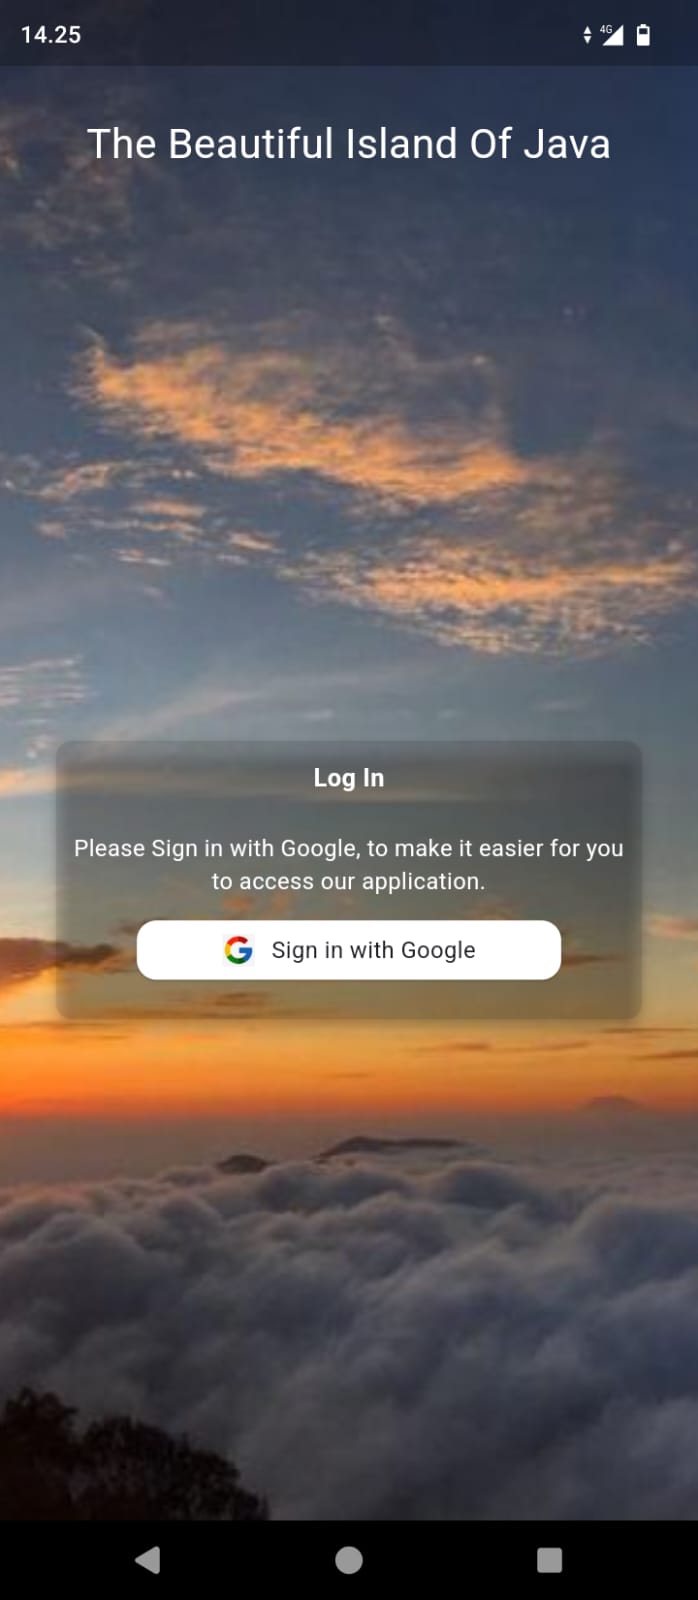 14.25
4G
The Beautiful Island Of Java
Log In
Please Sign in with Google, to make it easier for you
to access our application.
Sign in with Google